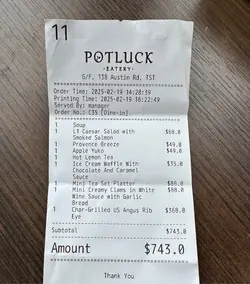 11
POTLUCK
· EATERY ·
G/F, 138 Austin Rd, TST
Order Time: 2025-02-19 14:28:39
Printing Time: 2025-02-19 16:22:49
Served By: manager
Order No.: C35 [Dine-in]
1 Soup
1 L1 Caesar Salad with $68.0
Smoked Salmon
1 Provence Breeze $49.0
1 Apple Yuko $49.0
1 Hot Lemon Tea
1 Ice Cream Waffle With $35.0
Chocolate And Caramel
Sauce
1 Mini Tea Set Platter $86.0
1 Mini Creamy Clams in White $88.0
Wine Sauce with Garlic
Bread
1 Char-Grilled US Angus Rib $368.0
Eye
Subtotal $743.0
Amount $743.0
Thank You